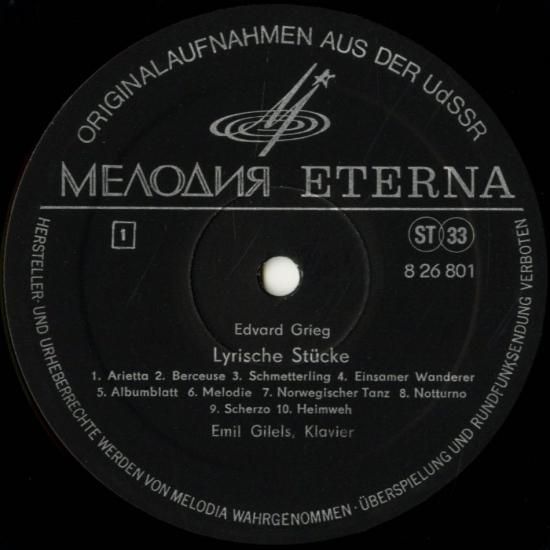 ORIGINALAUFNAHMEN AUS DER UdSSR
МЕЛОДИЯ ETERNA
1
ST 33
8 26 801
Edvard Grieg
Lyrische Stücke
1. Arietta 2. Berceuse 3. Schmetterling 4. Einsamer Wanderer
5. Albumblatt 6. Melodie 7. Norwegischer Tanz 8. Notturno
9. Scherzo 10. Heimweh
Emil Gilels, Klavier
HERSTELLER- UND URHEBERRECHTE WERDEN VON MELODIA WAHRGENOMMEN · ÜBERSPIELUNG UND RUNDFUNKSENDUNG VERBOTEN